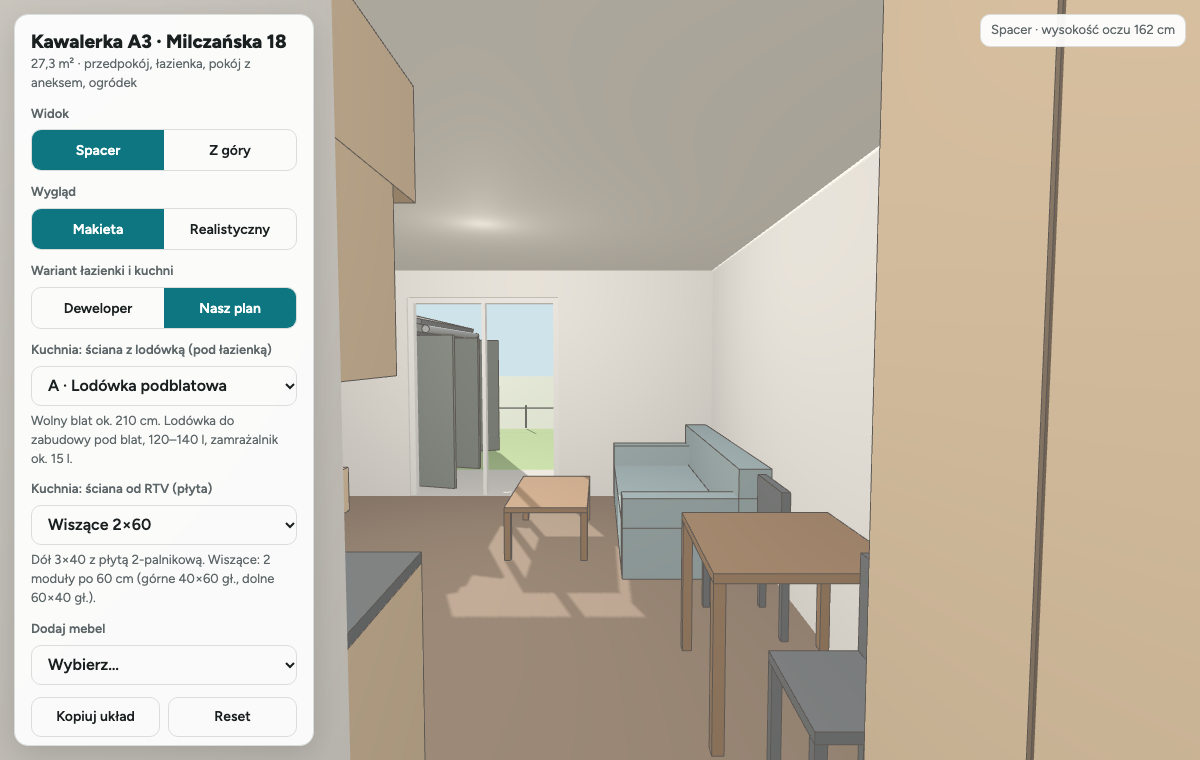 Kawalerka A3 · Milczańska 18
27,3 m² · przedpokój, łazienka, pokój z
aneksem, ogródek
Widok
Spacer
Z góry
Wygląd
Makieta
Realistyczny
Wariant łazienki i kuchni
Deweloper
Nasz plan
Kuchnia: ściana z lodówką (pod łazienką)
A · Lodówka podblatowa
Wolny blat ok. 210 cm. Lodówka do
zabudowy pod blat, 120–140 l, zamrażalnik
ok. 15 l.
Kuchnia: ściana od RTV (płyta)
Wiszące 2×60
Dół 3×40 z płytą 2-palnikową. Wiszące: 2
moduły po 60 cm (górne 40×60 gł., dolne
60×40 gł.).
Dodaj mebel
Wybierz...
Kopiuj układ
Reset
Spacer · wysokość oczu 162 cm